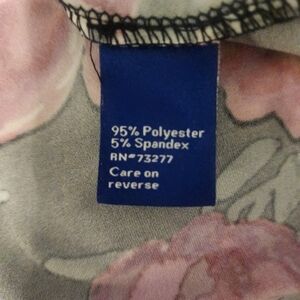 95% Polyester
5% Spandex
RN#73277
Care on
reverse